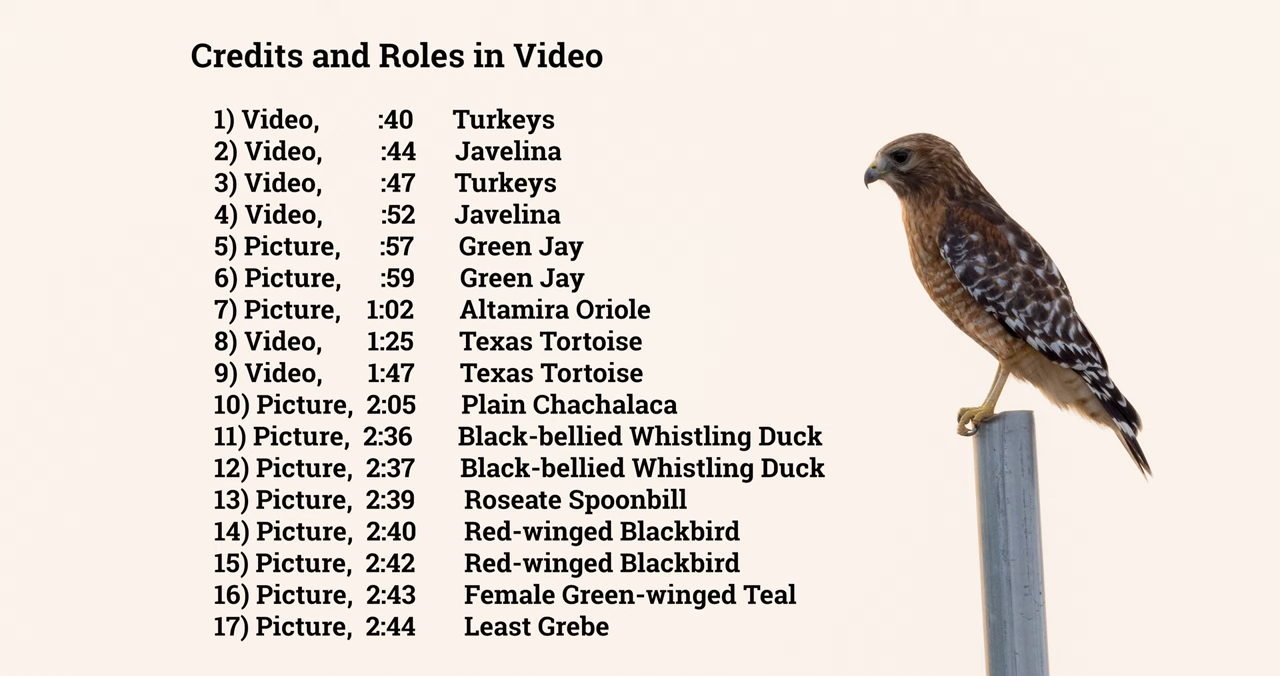 Credits and Roles in Video
1) Video, :40 Turkeys
2) Video, :44 Javelina
3) Video, :47 Turkeys
4) Video, :52 Javelina
5) Picture, :57 Green Jay
6) Picture, :59 Green Jay
7) Picture, 1:02 Altamira Oriole
8) Video, 1:25 Texas Tortoise
9) Video, 1:47 Texas Tortoise
10) Picture, 2:05 Plain Chachalaca
11) Picture, 2:36 Black-bellied Whistling Duck
12) Picture, 2:37 Black-bellied Whistling Duck
13) Picture, 2:39 Roseate Spoonbill
14) Picture, 2:40 Red-winged Blackbird
15) Picture, 2:42 Red-winged Blackbird
16) Picture, 2:43 Female Green-winged Teal
17) Picture, 2:44 Least Grebe